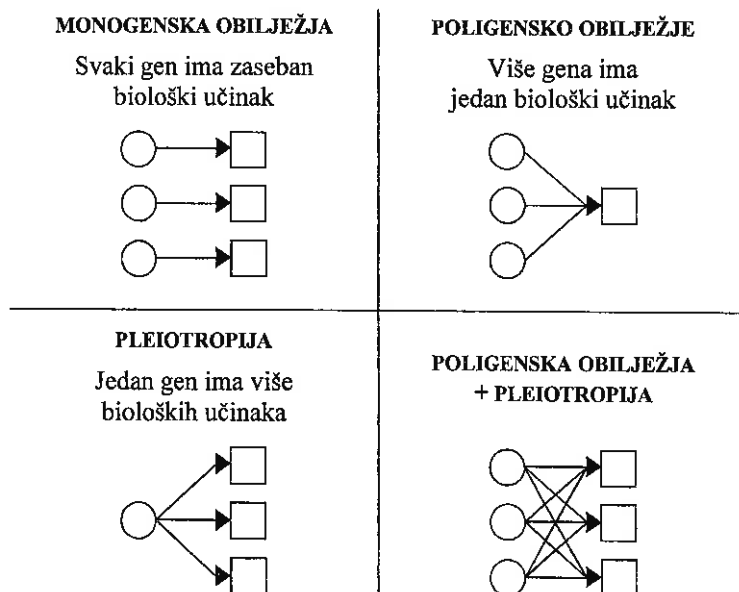 MONOGENSKA OBILJEŽJA
Svaki gen ima zaseban
biološki učinak
POLIGENSKO OBILJEŽJE
Više gena ima
jedan biološki učinak
PLEIOTROPIJA
Jedan gen ima više
bioloških učinaka
POLIGENSKA OBILJEŽJA
+ PLEIOTROPIJA